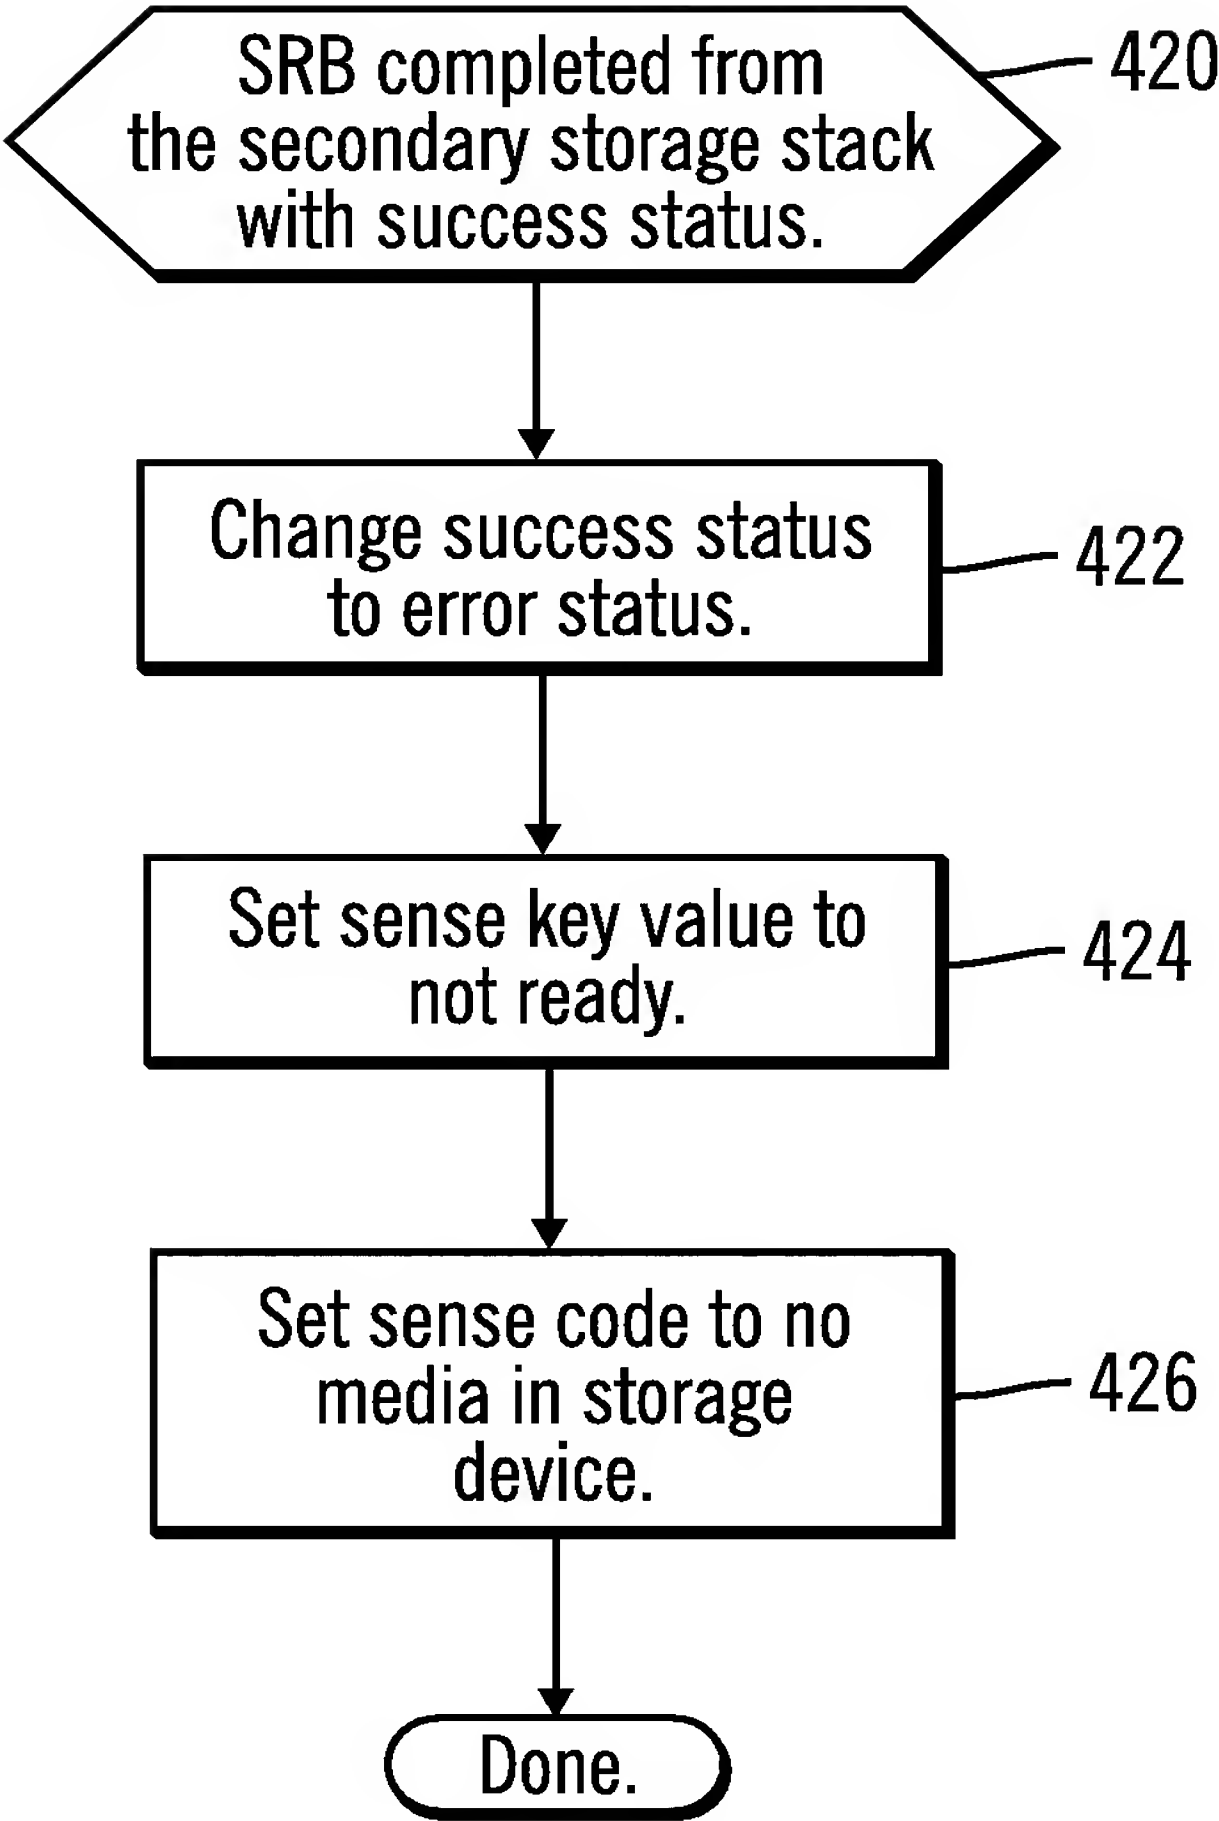 SRB completed from
the secondary storage stack
with success status.
420
Change success status
to error status.
422
Set sense key value to
not ready.
424
Set sense code to no
media in storage
device.
426
Done.